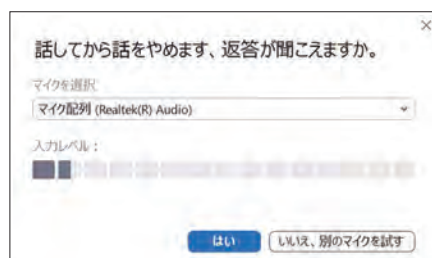 話してから話をやめます、返答が聞こえますか。
マイクを選択
マイク配列 (Realtek(R) Audio)
入力レベル：
はい
いいえ、別のマイクを試す